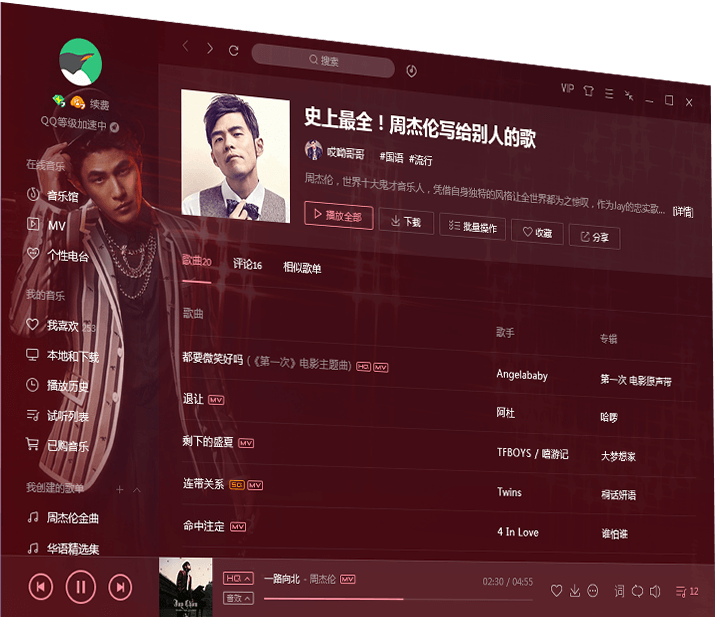 搜索
VIP
续费
QQ等级加速中
在线音乐
音乐馆
MV
个性电台
我的音乐
我喜欢 253
本地和下载
播放历史
试听列表
已购音乐
我创建的歌单
周杰伦金曲
华语精选集
史上最全！周杰伦写给别人的歌
哎呦哥哥 #国语 #流行
周杰伦，世界十大鬼才音乐人，凭借自身独特的风格让全世界都为之惊叹，作为Jay的忠实歌... [详情]
播放全部 下载 批量操作 收藏 分享
歌曲20 评论16 相似歌单
歌曲 歌手 专辑
都要微笑好吗 (《第一次》电影主题曲) HQ MV Angelababy 第一次 电影原声带
退让 MV 阿杜 哈啰
剩下的盛夏 MV TFBOYS / 嘻游记 大梦想家
连带关系 SQ MV Twins 桐话妍语
命中注定 MV 4 In Love 谁怕谁
HQ 一路向北 - 周杰伦 MV 02:30 / 04:55
音效 词 12
Jay Chou